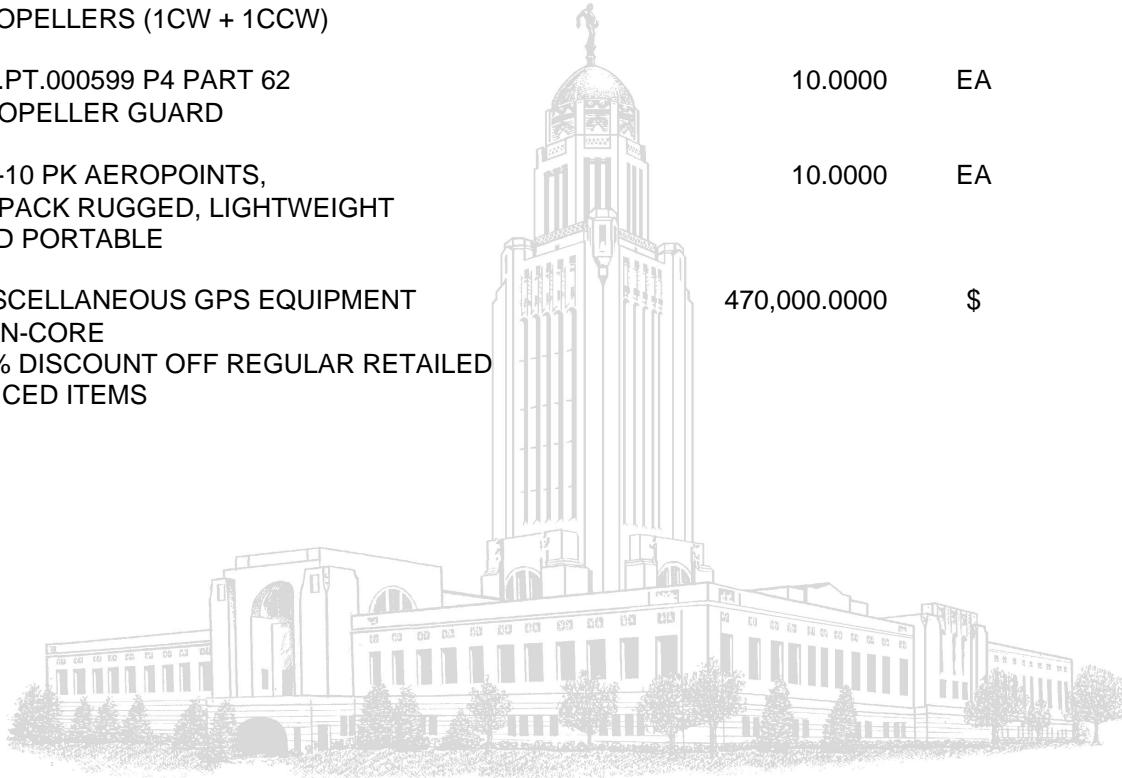 OPELLERS (1CW + 1CCW)
.PT.000599 P4 PART 62 10.0000 EA
OPELLER GUARD
-10 PK AEROPOINTS, 10.0000 EA
PACK RUGGED, LIGHTWEIGHT
D PORTABLE
SCELLANEOUS GPS EQUIPMENT 470,000.0000 $
N-CORE
% DISCOUNT OFF REGULAR RETAILED
ICED ITEMS